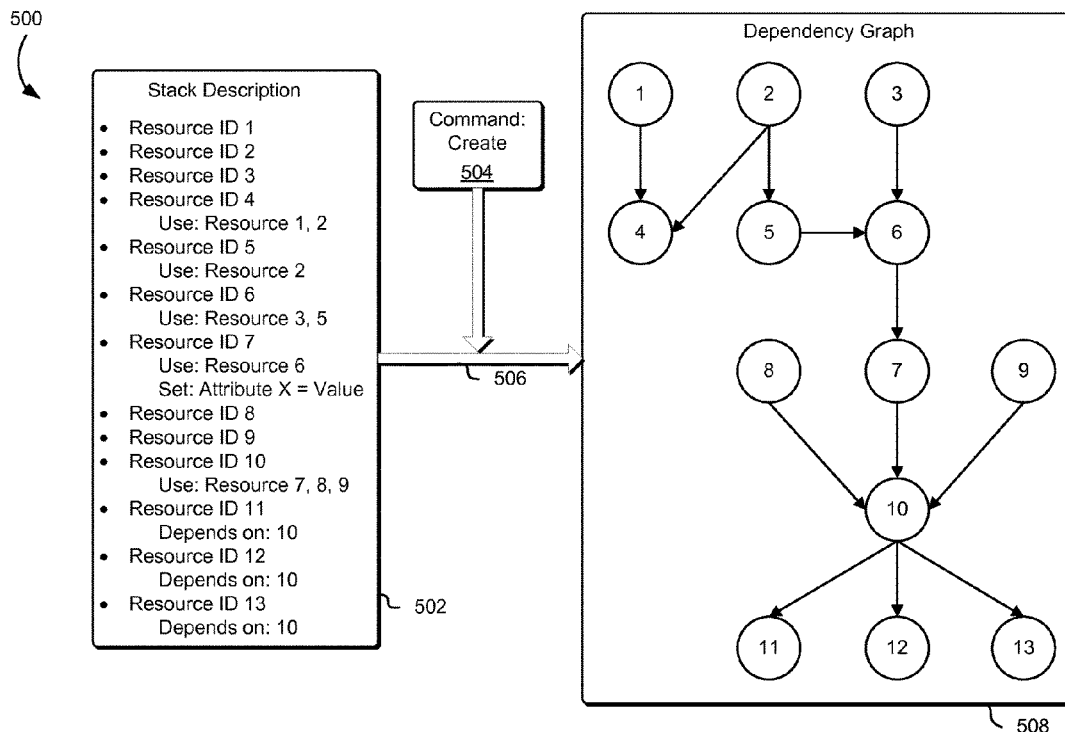 500
Stack Description
• Resource ID 1
• Resource ID 2
• Resource ID 3
• Resource ID 4
Use: Resource 1, 2
• Resource ID 5
Use: Resource 2
• Resource ID 6
Use: Resource 3, 5
• Resource ID 7
Use: Resource 6
Set: Attribute X = Value
• Resource ID 8
• Resource ID 9
• Resource ID 10
Use: Resource 7, 8, 9
• Resource ID 11
Depends on: 10
• Resource ID 12
Depends on: 10
• Resource ID 13
Depends on: 10
502
Command:
Create
504
506
Dependency Graph
1 2 3
4 5 6
8 7 9
10
11 12 13
508